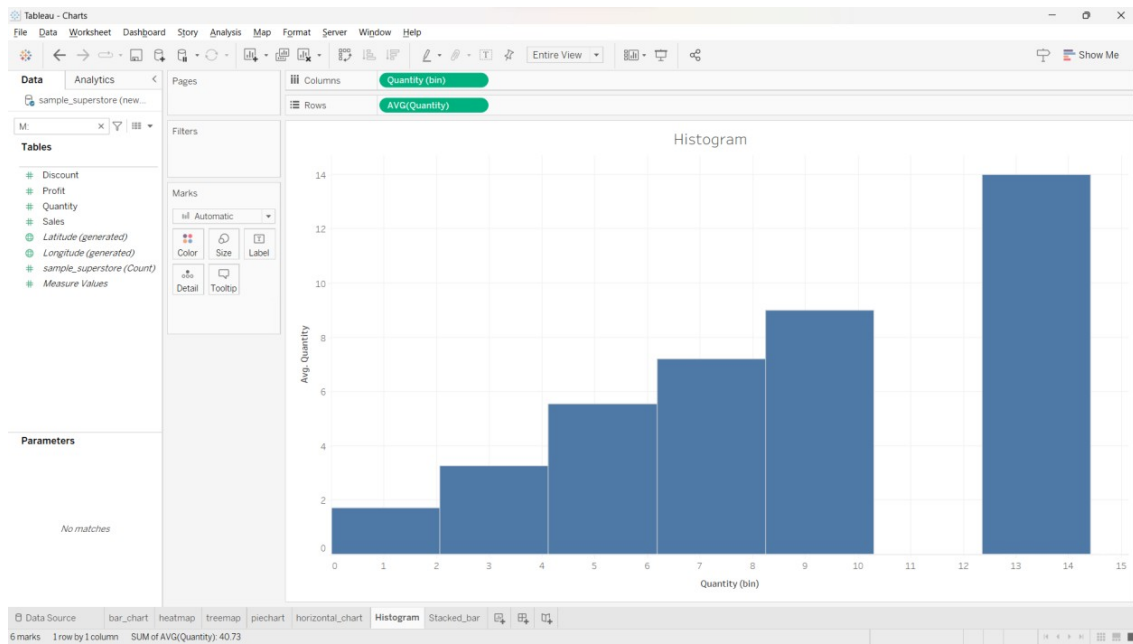 Tableau - Charts
File Data Worksheet Dashboard Story Analysis Map Format Server Window Help
Entire View
Show Me
Data Analytics
Pages
Columns Quantity (bin)
sample_superstore (new...
Rows AVG(Quantity)
M:
Filters
Tables
Histogram
Discount
Profit
Quantity
Sales
Latitude (generated)
Longitude (generated)
sample_superstore (Count)
Measure Values
Marks
Automatic
Color Size Label
Detail Tooltip
14
12
10
8
6
4
2
0
Avg. Quantity
0 1 2 3 4 5 6 7 8 9 10 11 12 13 14 15
Quantity (bin)
Parameters
No matches
Data Source bar_chart heatmap treemap piechart horizontal_chart Histogram Stacked_bar
6 marks 1 row by 1 column SUM of AVG(Quantity): 40.73